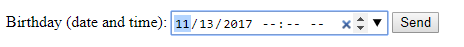 Birthday (date and time): 11/13/2017 --:-- -- Send